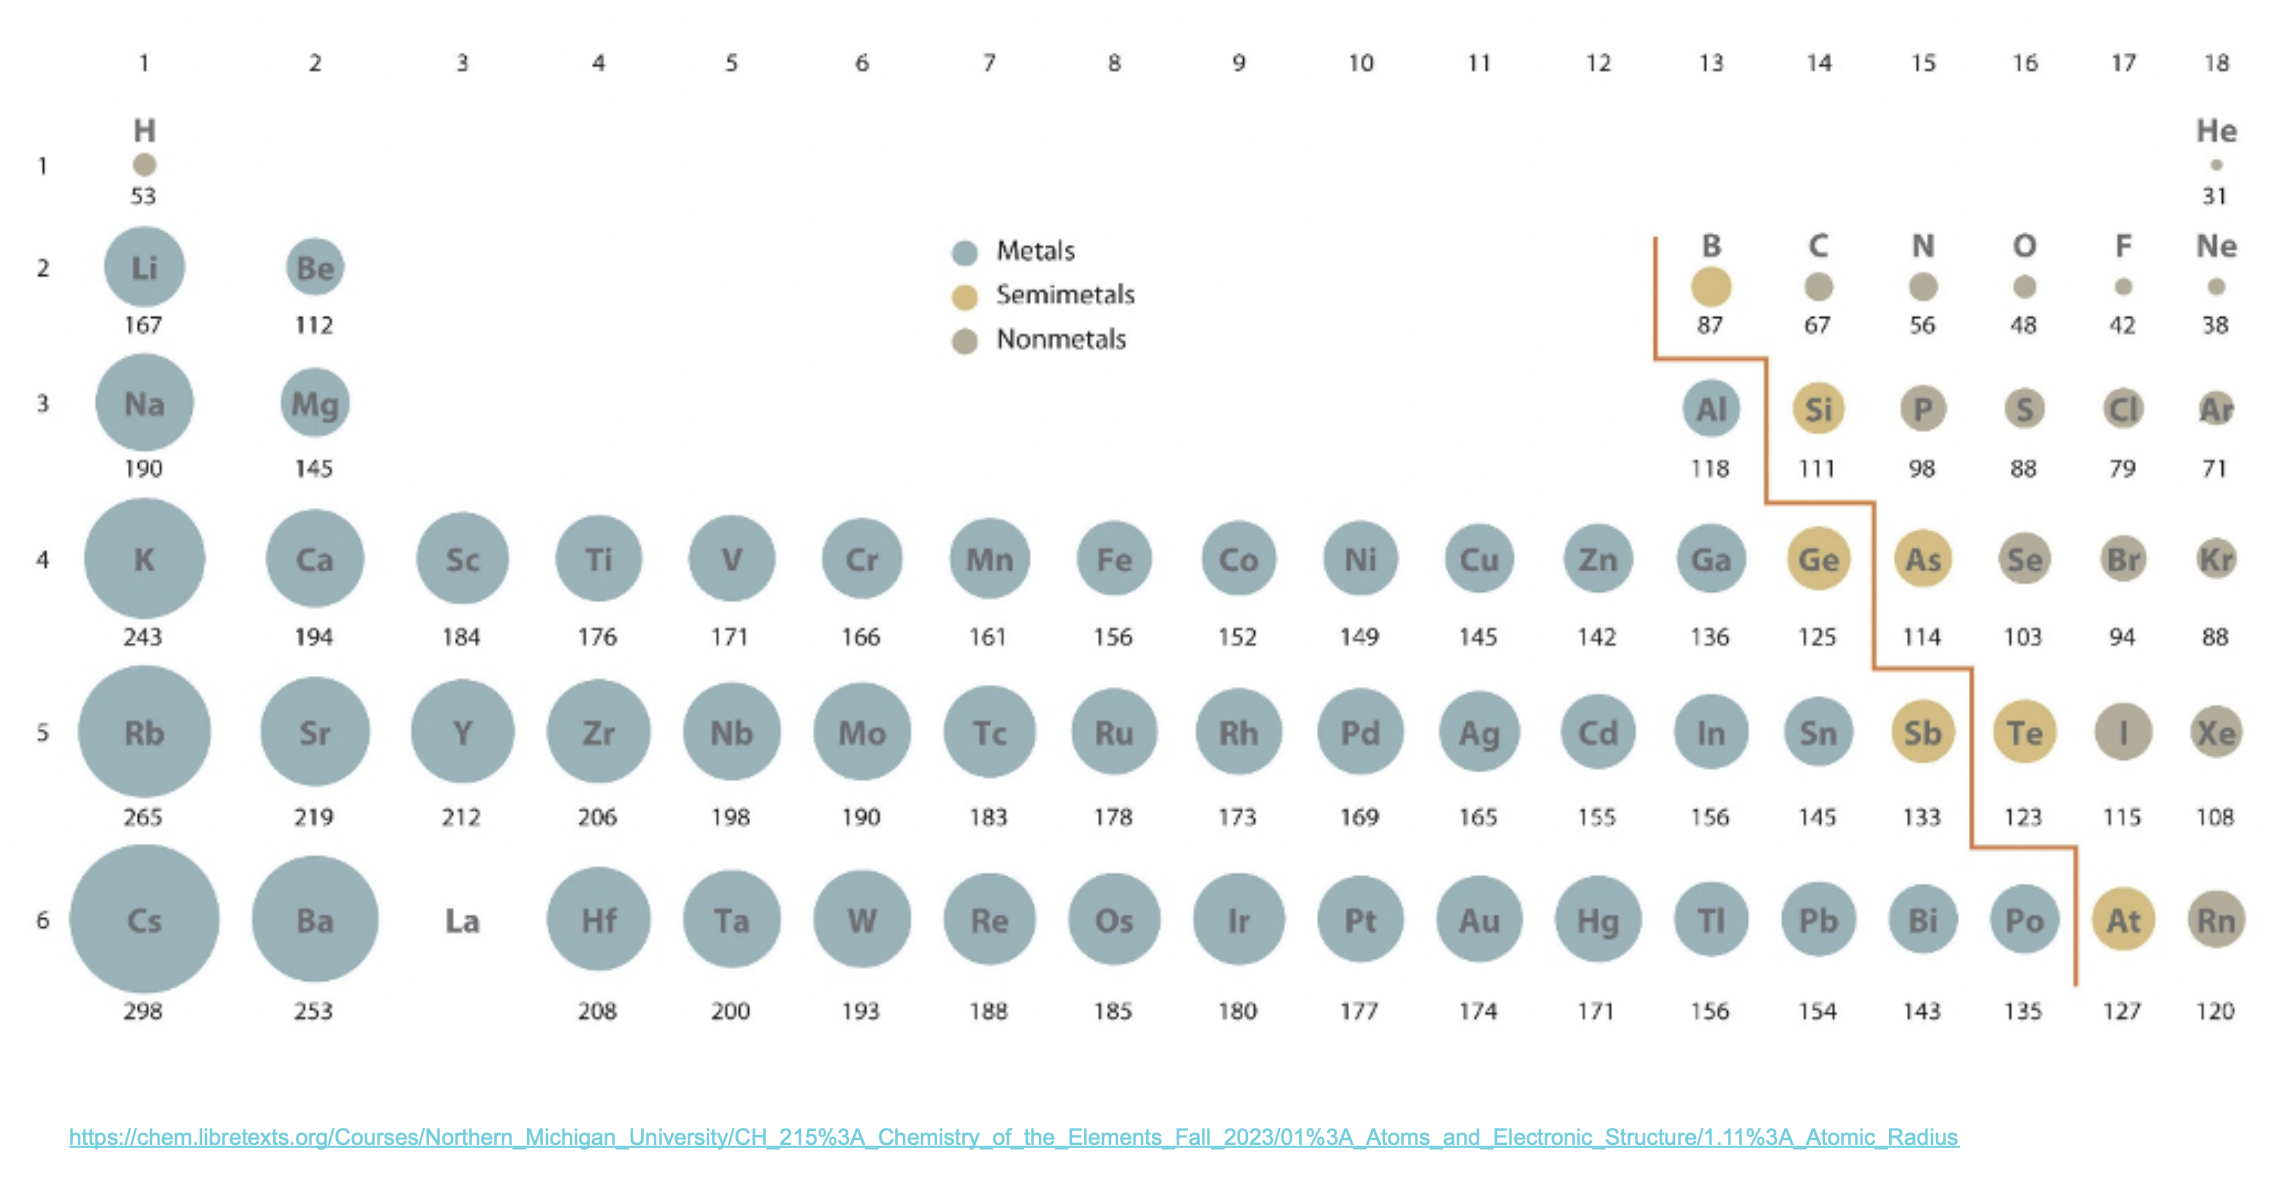 1 2 3 4 5 6 7 8 9 10 11 12 13 14 15 16 17 18
H He
1
53 31
Metals
Semimetals
Nonmetals
B C N O F Ne
2 Li Be
167 112 87 67 56 48 42 38
3 Na Mg Al Si P S Cl Ar
190 145 118 111 98 88 79 71
4 K Ca Sc Ti V Cr Mn Fe Co Ni Cu Zn Ga Ge As Se Br Kr
243 194 184 176 171 166 161 156 152 149 145 142 136 125 114 103 94 88
5 Rb Sr Y Zr Nb Mo Tc Ru Rh Pd Ag Cd In Sn Sb Te I Xe
265 219 212 206 198 190 183 178 173 169 165 155 156 145 133 123 115 108
6 Cs Ba La Hf Ta W Re Os Ir Pt Au Hg Tl Pb Bi Po At Rn
298 253 208 200 193 188 185 180 177 174 171 156 154 143 135 127 120
https://chem.libretexts.org/Courses/Northern_Michigan_University/CH_215%3A_Chemistry_of_the_Elements_Fall_2023/01%3A_Atoms_and_Electronic_Structure/1.11%3A_Atomic_Radius